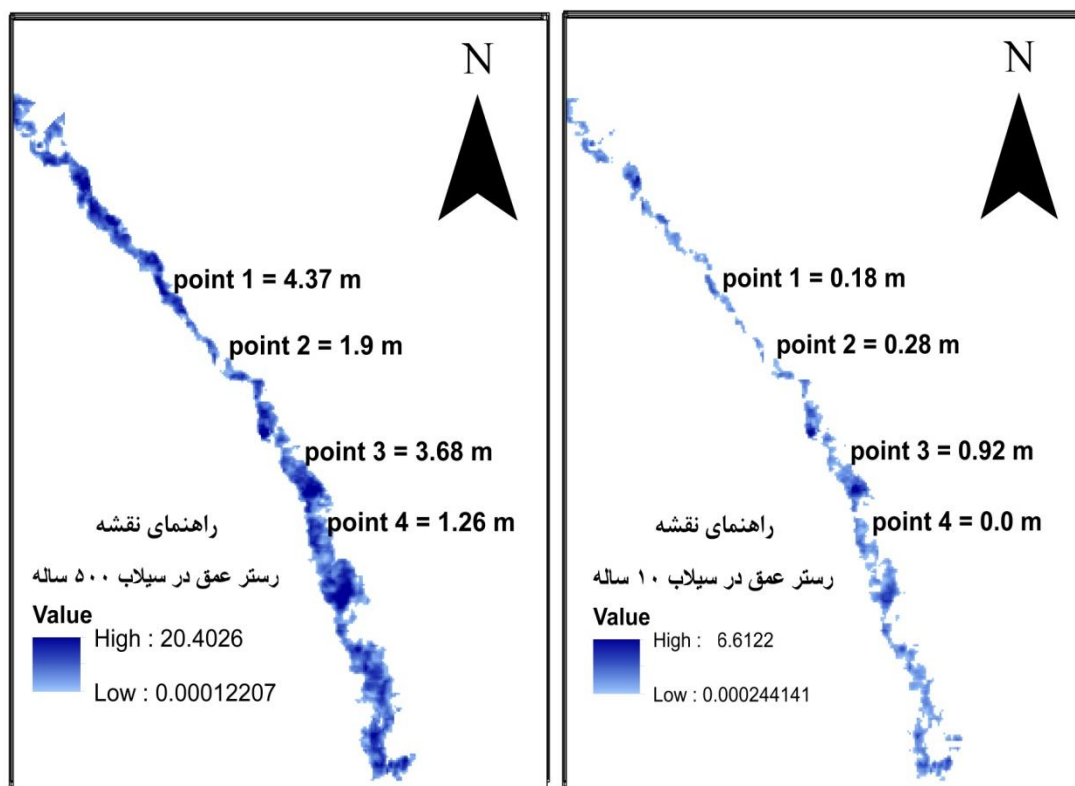 N
point 1 = 4.37 m
point 2 = 1.9 m
point 3 = 3.68 m
point 4 = 1.26 m
راهنمای نقشه
رستر عمق در سیلاب ۵۰۰ ساله
Value
High : 20.4026
Low : 0.00012207
N
point 1 = 0.18 m
point 2 = 0.28 m
point 3 = 0.92 m
point 4 = 0.0 m
راهنمای نقشه
رستر عمق در سیلاب ۱۰ ساله
Value
High : 6.6122
Low : 0.000244141